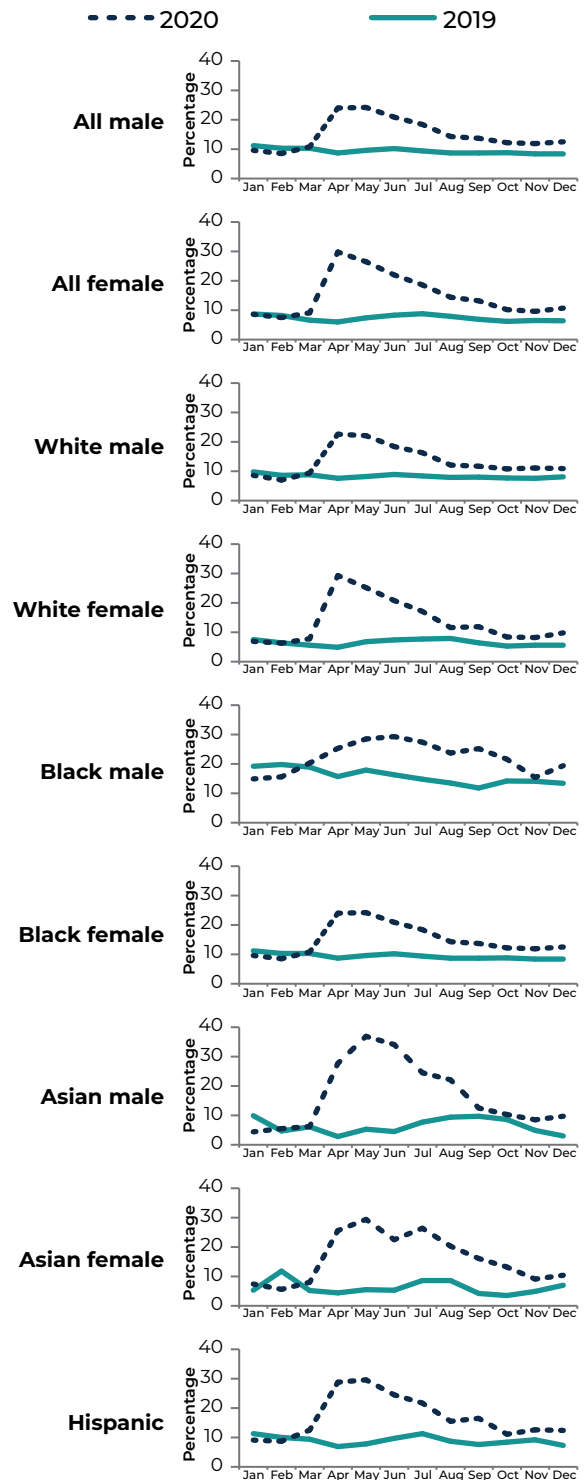 2020 2019
All male
Percentage
40
30
20
10
0
Jan Feb Mar Apr May Jun Jul Aug Sep Oct Nov Dec
All female
Percentage
40
30
20
10
0
Jan Feb Mar Apr May Jun Jul Aug Sep Oct Nov Dec
White male
Percentage
40
30
20
10
0
Jan Feb Mar Apr May Jun Jul Aug Sep Oct Nov Dec
White female
Percentage
40
30
20
10
0
Jan Feb Mar Apr May Jun Jul Aug Sep Oct Nov Dec
Black male
Percentage
40
30
20
10
0
Jan Feb Mar Apr May Jun Jul Aug Sep Oct Nov Dec
Black female
Percentage
40
30
20
10
0
Jan Feb Mar Apr May Jun Jul Aug Sep Oct Nov Dec
Asian male
Percentage
40
30
20
10
0
Jan Feb Mar Apr May Jun Jul Aug Sep Oct Nov Dec
Asian female
Percentage
40
30
20
10
0
Jan Feb Mar Apr May Jun Jul Aug Sep Oct Nov Dec
Hispanic
Percentage
40
30
20
10
0
Jan Feb Mar Apr May Jun Jul Aug Sep Oct Nov Dec